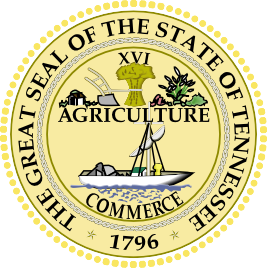 THE GREAT SEAL OF THE STATE OF TENNESSEE
XVI
AGRICULTURE
COMMERCE
1796